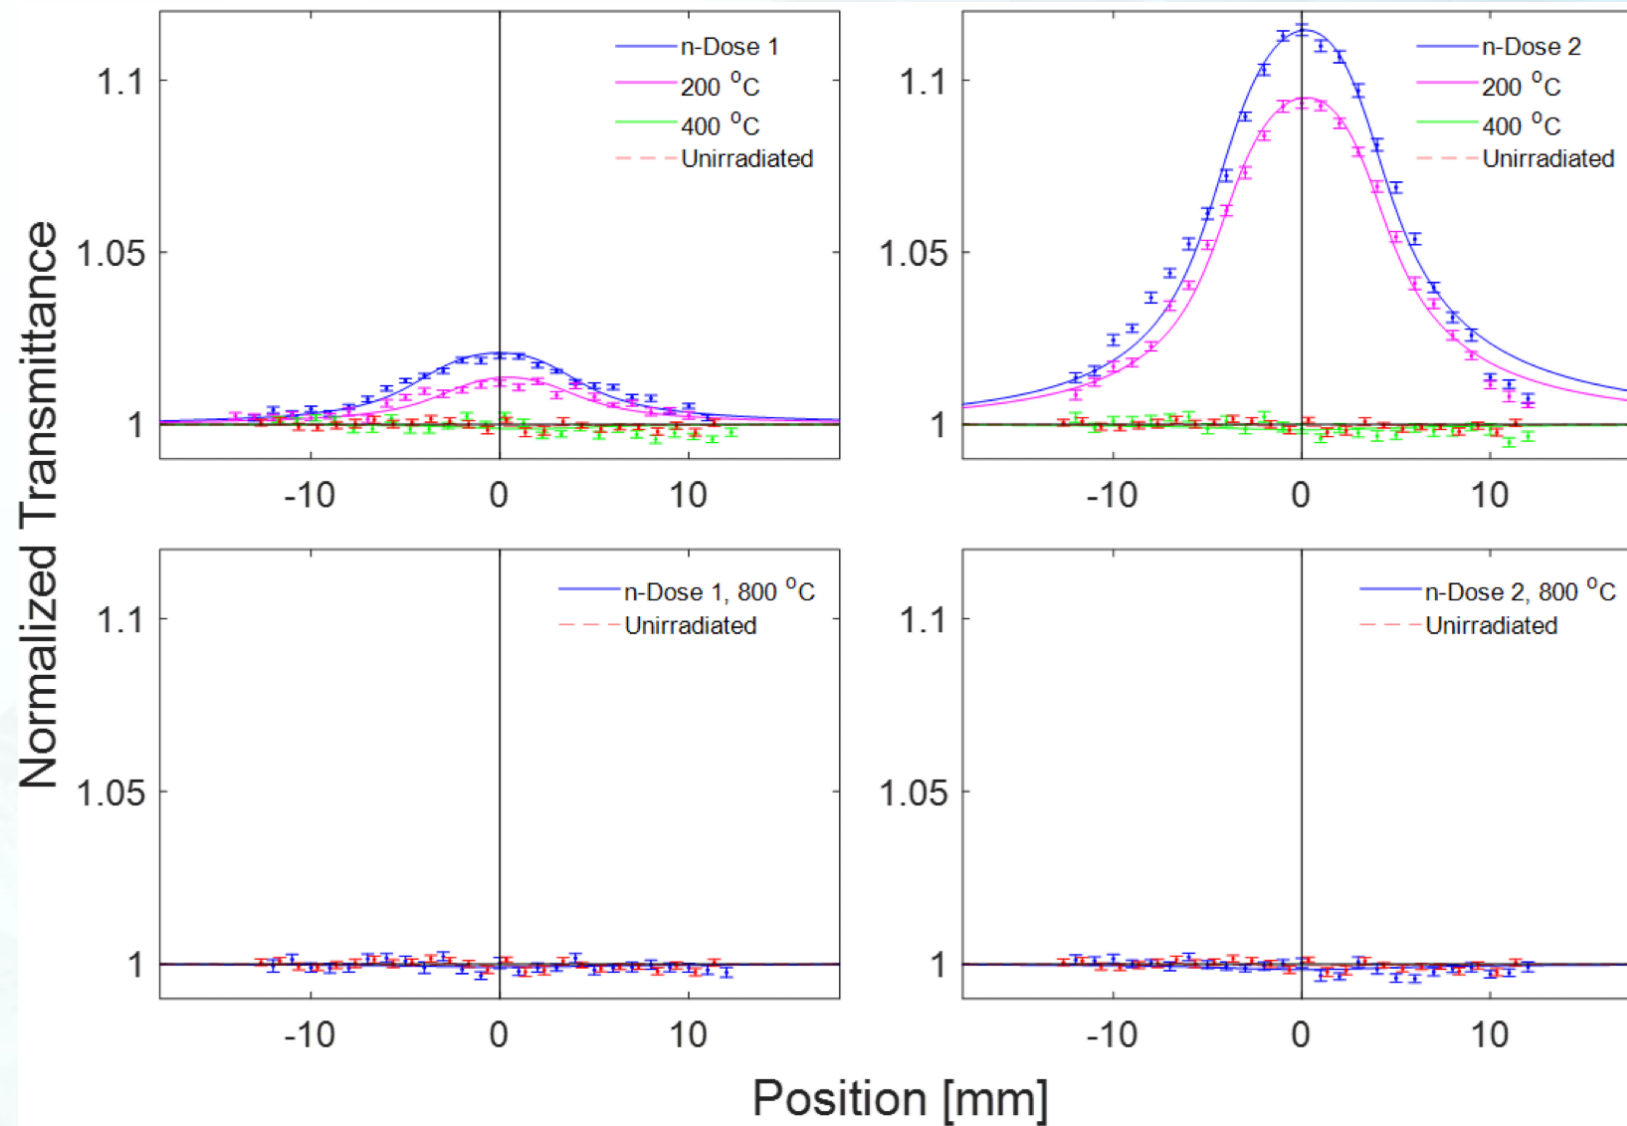 Normalized Transmittance
n-Dose 1
200 °C
400 °C
Unirradiated
1.1
1.05
1
-10
0
10
n-Dose 2
200 °C
400 °C
Unirradiated
1.1
1.05
1
-10
0
10
n-Dose 1, 800 °C
Unirradiated
1.1
1.05
1
-10
0
10
n-Dose 2, 800 °C
Unirradiated
1.1
1.05
1
-10
0
10
Position [mm]